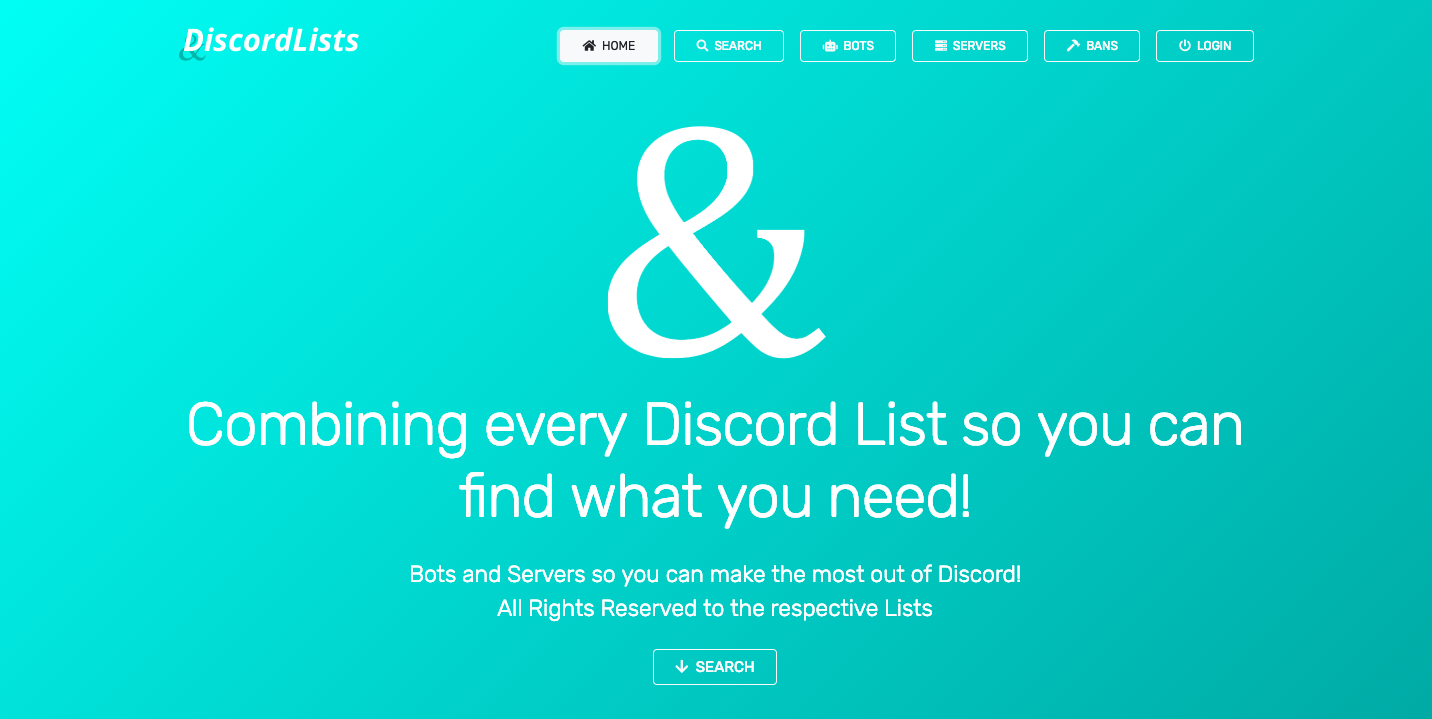 & DiscordLists
HOME
SEARCH
BOTS
SERVERS
BANS
LOGIN
&
Combining every Discord List so you can
find what you need!
Bots and Servers so you can make the most out of Discord!
All Rights Reserved to the respective Lists
SEARCH